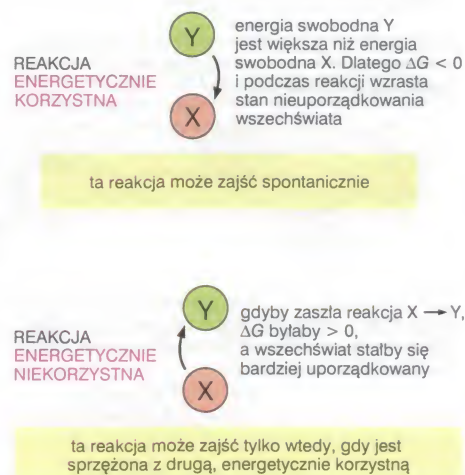 REAKCJA
ENERGETYCZNIE
KORZYSTNA
Y
X
energia swobodna Y
jest większa niż energia
swobodna X. Dlatego ΔG < 0
i podczas reakcji wzrasta
stan nieuporządkowania
wszechświata
ta reakcja może zajść spontanicznie
REAKCJA
ENERGETYCZNIE
NIEKORZYSTNA
Y
X
gdyby zaszła reakcja X → Y,
ΔG byłaby > 0,
a wszechświat stałby się
bardziej uporządkowany
ta reakcja może zajść tylko wtedy, gdy jest
sprzężona z drugą, energetycznie korzystną